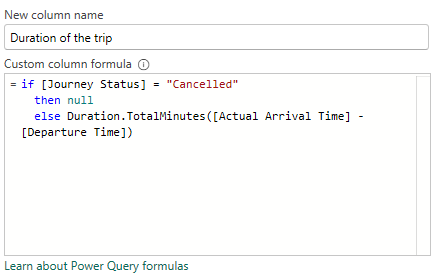 New column name
Duration of the trip
Custom column formula ⓘ
= if [Journey Status] = "Cancelled"
then null
else Duration.TotalMinutes([Actual Arrival Time] -
[Departure Time])
Learn about Power Query formulas